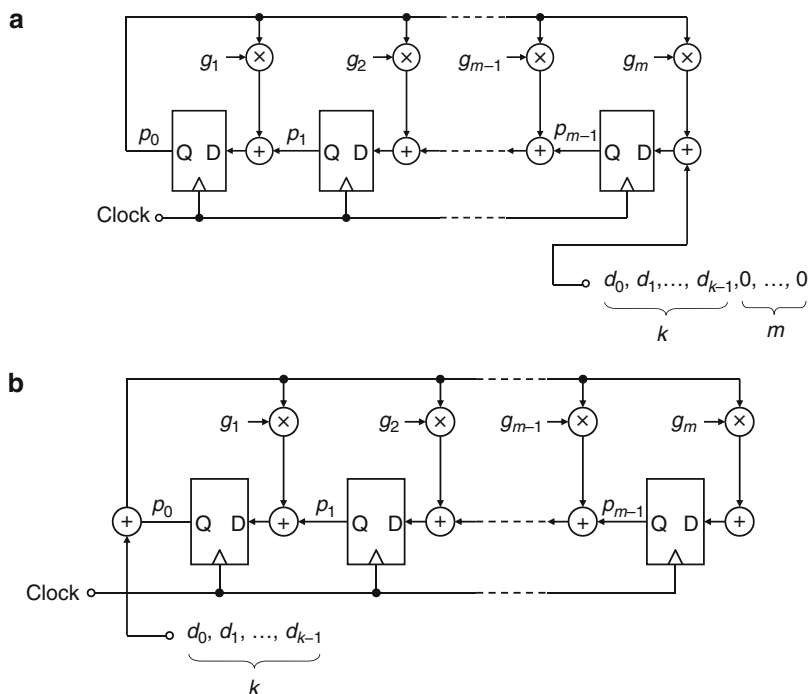 a
g₁ g₂ gₘ₋₁ gₘ
× × × ×
p₀ p₁ pₘ₋₁
Q D + Q D + + Q D +
Clock
d₀, d₁,…, dₖ₋₁,0, …, 0
k m
b
g₁ g₂ gₘ₋₁ gₘ
× × × ×
p₀ p₁ pₘ₋₁
+ Q D + Q D + + Q D +
Clock
d₀, d₁, …, dₖ₋₁
k